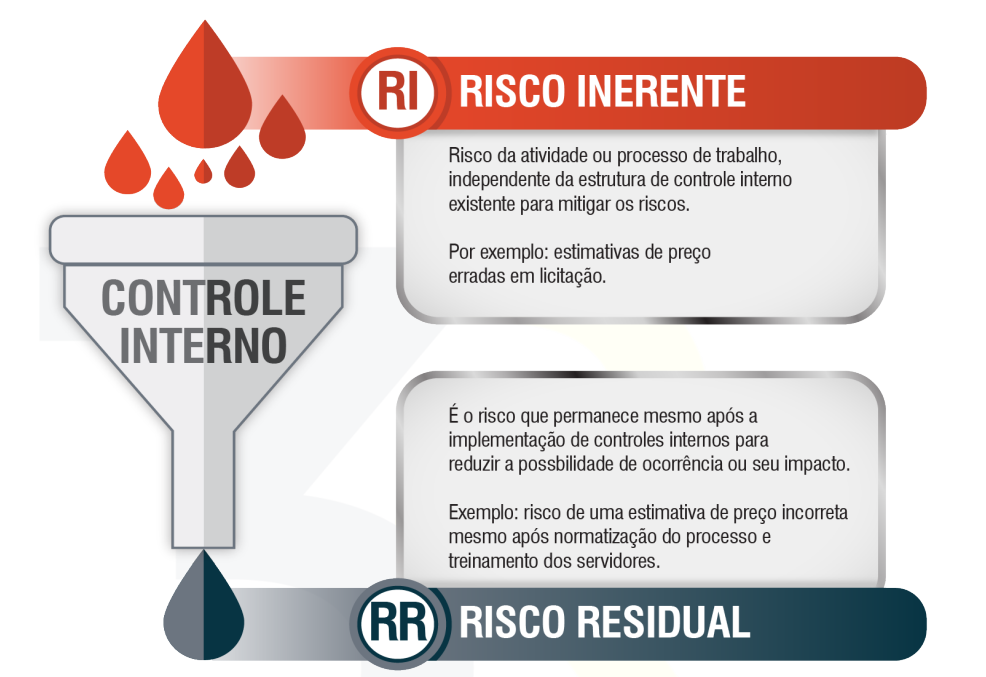 RI RISCO INERENTE
Risco da atividade ou processo de trabalho,
independente da estrutura de controle interno
existente para mitigar os riscos.
Por exemplo: estimativas de preço
erradas em licitação.
CONTROLE
INTERNO
É o risco que permanece mesmo após a
implementação de controles internos para
reduzir a possbilidade de ocorrência ou seu impacto.
Exemplo: risco de uma estimativa de preço incorreta
mesmo após normatização do processo e
treinamento dos servidores.
RR RISCO RESIDUAL